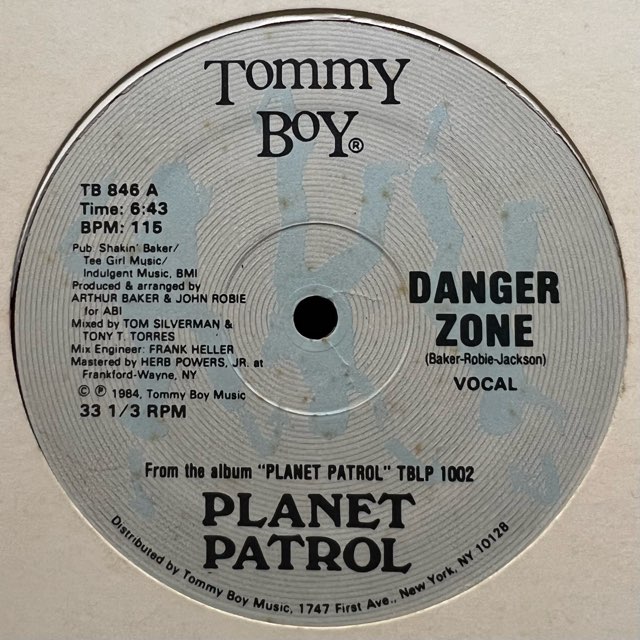 TOMMY
BOY®
TB 846 A
Time: 6:43
BPM: 115
Pub: Shakin' Baker/
Tee Girl Music/
Indulgent Music, BMI
Produced & arranged by
ARTHUR BAKER & JOHN ROBIE
for ABI
Mixed by TOM SILVERMAN &
TONY T. TORRES
Mix Engineer: FRANK HELLER
Mastered by HERB POWERS, JR. at
Frankford-Wayne, NY
© ℗ 1984, Tommy Boy Music
33 1/3 RPM
DANGER
ZONE
(Baker-Robie-Jackson)
VOCAL
From the album "PLANET PATROL" TBLP 1002
PLANET
PATROL
Distributed by Tommy Boy Music, 1747 First Ave., New York, NY 10128